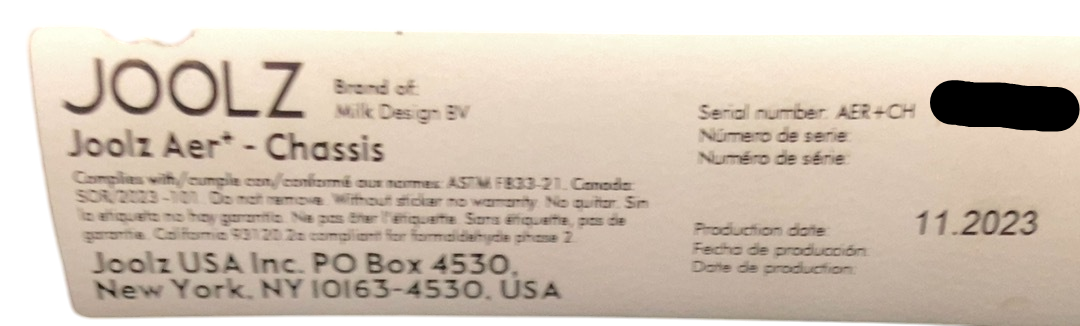 JOOLZ
Brand of:
Milk Design BV
Joolz Aer+ - Chassis
Complies with/cumple con/conformé aux normes: ASTM F833-21. Canada:
SOR/2023-101. Do not remove. Without sticker no warranty. No quitar. Sin
la etiqueta no hay garantía. Ne pas ôter l'étiquette. Sans étiquette, pas de
garantie. California 93120.2a compliant for formaldehyde phase 2.
Joolz USA Inc. PO Box 4530,
New York, NY 10163-4530, USA
Serial number: AER+CH
Número de serie:
Numéro de série:
Production date: 11.2023
Fecha de producción:
Date de production: